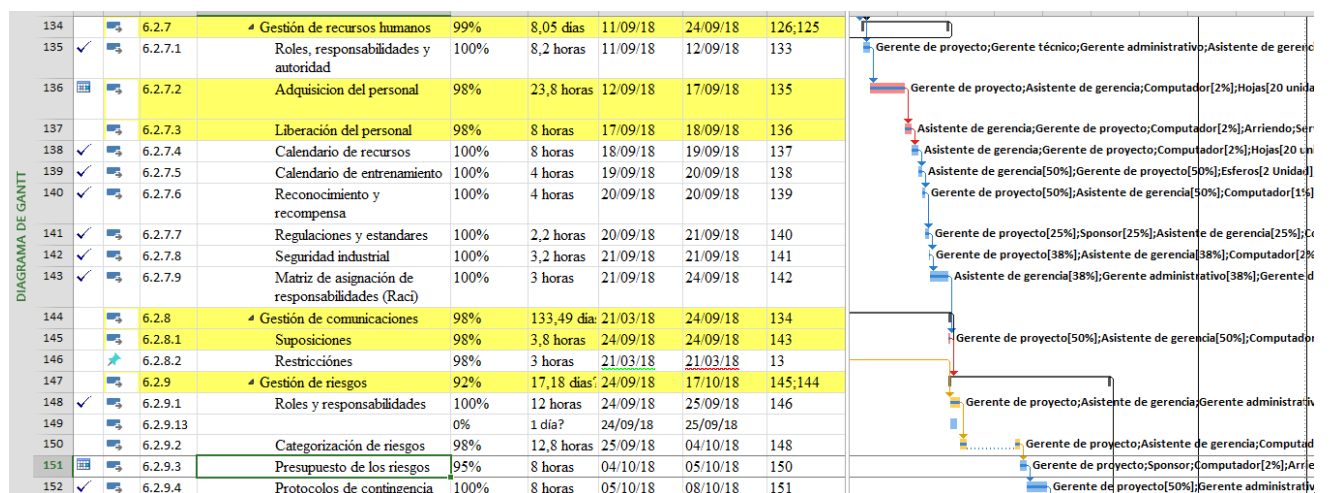 DIAGRAMA DE GANTT
134 6.2.7 Gestión de recursos humanos 99% 8,05 días 11/09/18 24/09/18 126;125
135 6.2.7.1 Roles, responsabilidades y autoridad 100% 8,2 horas 11/09/18 12/09/18 133 Gerente de proyecto;Gerente técnico;Gerente administrativo;Asistente de gerenc
136 6.2.7.2 Adquisicion del personal 98% 23,8 horas 12/09/18 17/09/18 135 Gerente de proyecto;Asistente de gerencia;Computador[2%];Hojas[20 unida
137 6.2.7.3 Liberación del personal 98% 8 horas 17/09/18 18/09/18 136 Asistente de gerencia;Gerente de proyecto;Computador[2%];Arriendo;Ser
138 6.2.7.4 Calendario de recursos 100% 8 horas 18/09/18 19/09/18 137 Asistente de gerencia;Gerente de proyecto;Computador[2%];Hojas[20 un
139 6.2.7.5 Calendario de entrenamiento 100% 4 horas 19/09/18 20/09/18 138 Asistente de gerencia[50%];Gerente de proyecto[50%];Esferos[2 Unidad]
140 6.2.7.6 Reconocimiento y recompensa 100% 4 horas 20/09/18 20/09/18 139 Gerente de proyecto[50%];Asistente de gerencia[50%];Computador[1%]
141 6.2.7.7 Regulaciones y estandares 100% 2,2 horas 20/09/18 21/09/18 140 Gerente de proyecto[25%];Sponsor[25%];Asistente de gerencia[25%];Co
142 6.2.7.8 Seguridad industrial 100% 3,2 horas 21/09/18 21/09/18 141 Gerente de proyecto[38%];Asistente de gerencia[38%];Computador[2%
143 6.2.7.9 Matriz de asignación de responsabilidades (Raci) 100% 3 horas 21/09/18 24/09/18 142 Asistente de gerencia[38%];Gerente administrativo[38%];Gerente d
144 6.2.8 Gestión de comunicaciones 98% 133,49 días 21/03/18 24/09/18 134
145 6.2.8.1 Suposiciones 98% 3,8 horas 24/09/18 24/09/18 143 Gerente de proyecto[50%];Asistente de gerencia[50%];Computador
146 6.2.8.2 Restricciónes 98% 3 horas 21/03/18 21/03/18 13
147 6.2.9 Gestión de riesgos 92% 17,18 días? 24/09/18 17/10/18 145;144
148 6.2.9.1 Roles y responsabilidades 100% 12 horas 24/09/18 25/09/18 146 Gerente de proyecto;Asistente de gerencia;Gerente administrativ
149 6.2.9.13 0% 1 día? 24/09/18 25/09/18
150 6.2.9.2 Categorización de riesgos 98% 12,8 horas 25/09/18 04/10/18 148 Gerente de proyecto;Asistente de gerencia;Computad
151 6.2.9.3 Presupuesto de los riesgos 95% 8 horas 04/10/18 05/10/18 150 Gerente de proyecto;Sponsor;Computador[2%];Arrie
152 6.2.9.4 Protocolos de contingencia 100% 8 horas 05/10/18 08/10/18 151 Gerente de proyecto[50%];Gerente administrativ